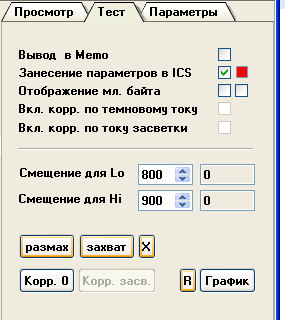 Просмотр Тест Параметры
Вывод в Memo
Занесение параметров в ICS
Отображение мл. байта
Вкл. корр. по темновому току
Вкл. корр. по току засветки
Смещение для Lo 800 0
Смещение для Hi 900 0
размах захват X
Корр. 0 Корр. засв. R График